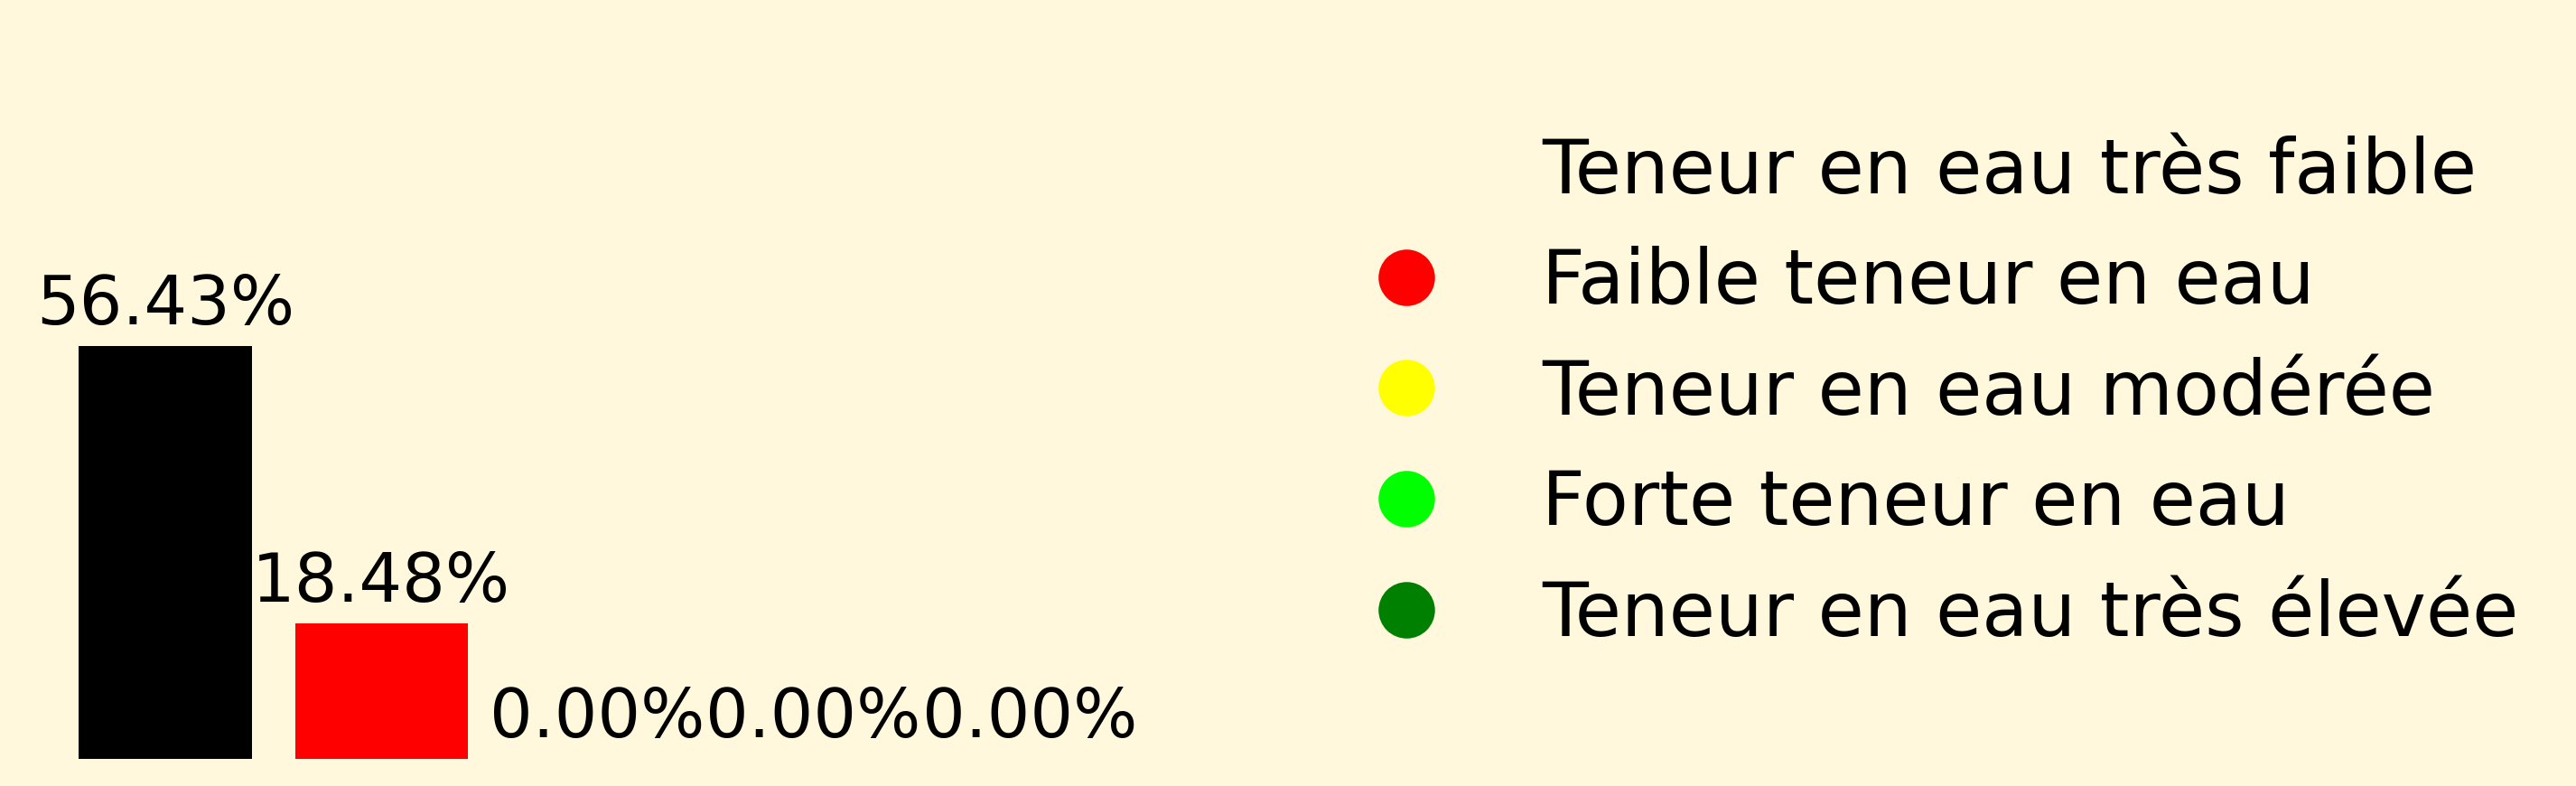 56.43%
18.48%
0.00%0.00%0.00%
Teneur en eau très faible
Faible teneur en eau
Teneur en eau modérée
Forte teneur en eau
Teneur en eau très élevée